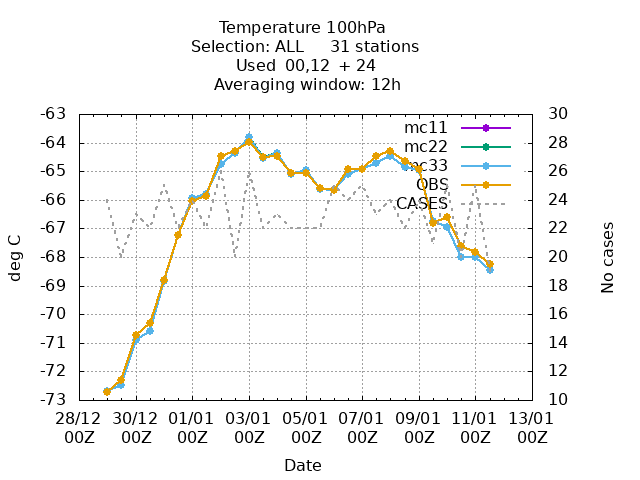 Temperature 100hPa
Selection: ALL     31 stations
Used  00,12  + 24
Averaging window: 12h
-63
-64
-65
-66
-67
-68
-69
-70
-71
-72
-73
30
28
26
24
22
20
18
16
14
12
10
mc11
mc22
mc33
OBS
CASES
deg C
No cases
28/12 30/12 01/01 03/01 05/01 07/01 09/01 11/01 13/01
00Z 00Z 00Z 00Z 00Z 00Z 00Z 00Z 00Z
Date